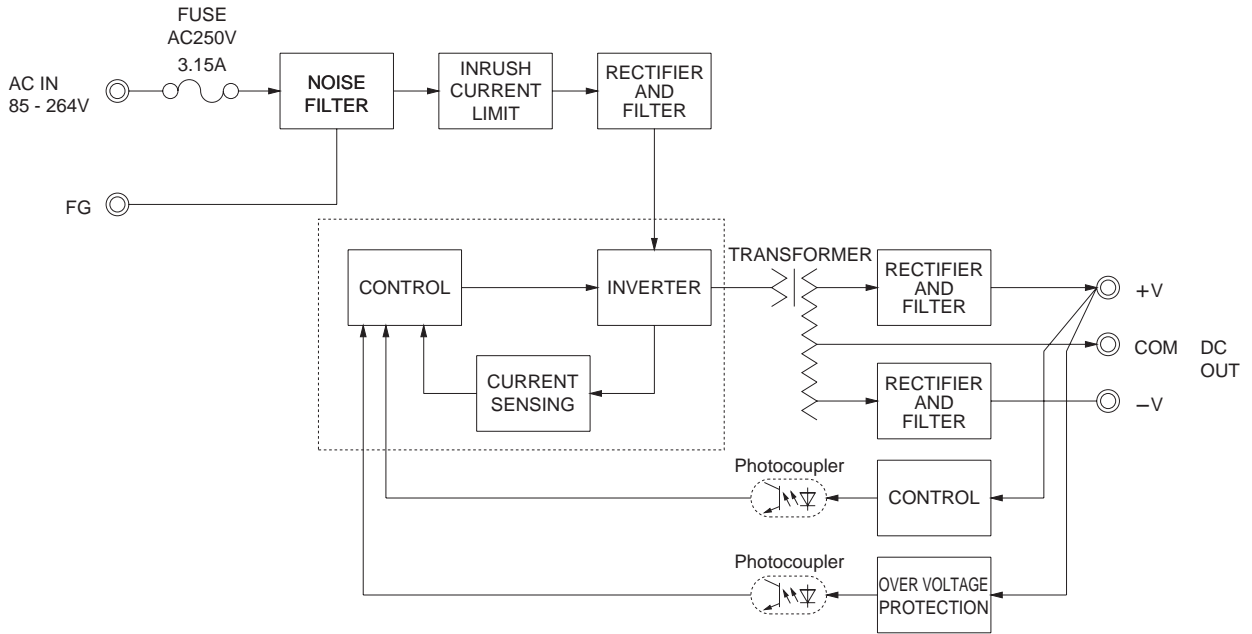 FUSE
AC250V
3.15A
AC IN
85 - 264V
NOISE
FILTER
INRUSH
CURRENT
LIMIT
RECTIFIER
AND
FILTER
FG
CONTROL
INVERTER
TRANSFORMER
RECTIFIER
AND
FILTER
+V
COM
DC
OUT
CURRENT
SENSING
RECTIFIER
AND
FILTER
−V
Photocoupler
CONTROL
Photocoupler
OVER VOLTAGE
PROTECTION